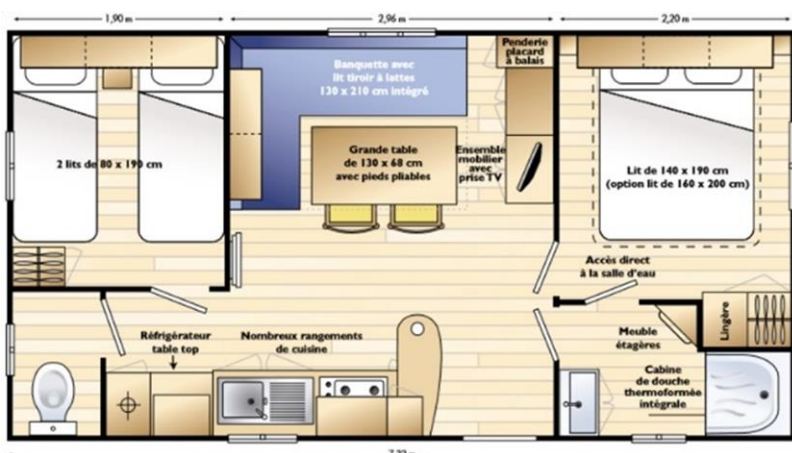 1,90 m
2,96 m
2,20 m
Penderie
placard
à balais
Banquette avec
lit tiroir à lattes
130 x 210 cm intégré
2 lits de 80 x 190 cm
Grande table
de 130 x 68 cm
avec pieds pliables
Ensemble
mobilier
avec
prise TV
Lit de 140 x 190 cm
(option lit de 160 x 200 cm)
Accès direct
à la salle d'eau
Lingère
Réfrigérateur
table top
Nombreux rangements
de cuisine
Meuble
étagères
Cabine
de douche
thermoformée
intégrale